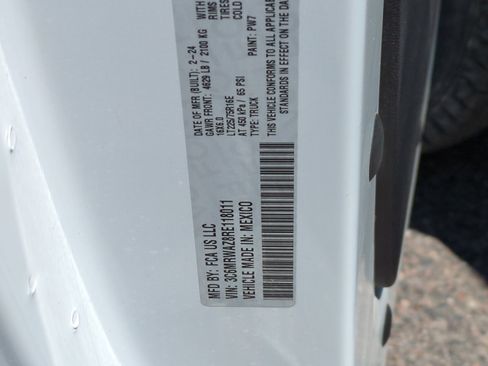 MFD BY: FCA US LLC
DATE OF MFR (BUILT): 2-24
GAWR FRONT: 4629 LB / 2100 KG
WITH
16X6.0
RIMS
LT225/75R16E
TIRES
AT 450 kPa / 65 PSI
COLD
VIN: 3C6MRWAZ8RE118011
TYPE: TRUCK
PAINT: PW7
VEHICLE MADE IN: MEXICO
THIS VEHICLE CONFORMS TO ALL APPLICA
STANDARDS IN EFFECT ON THE DA